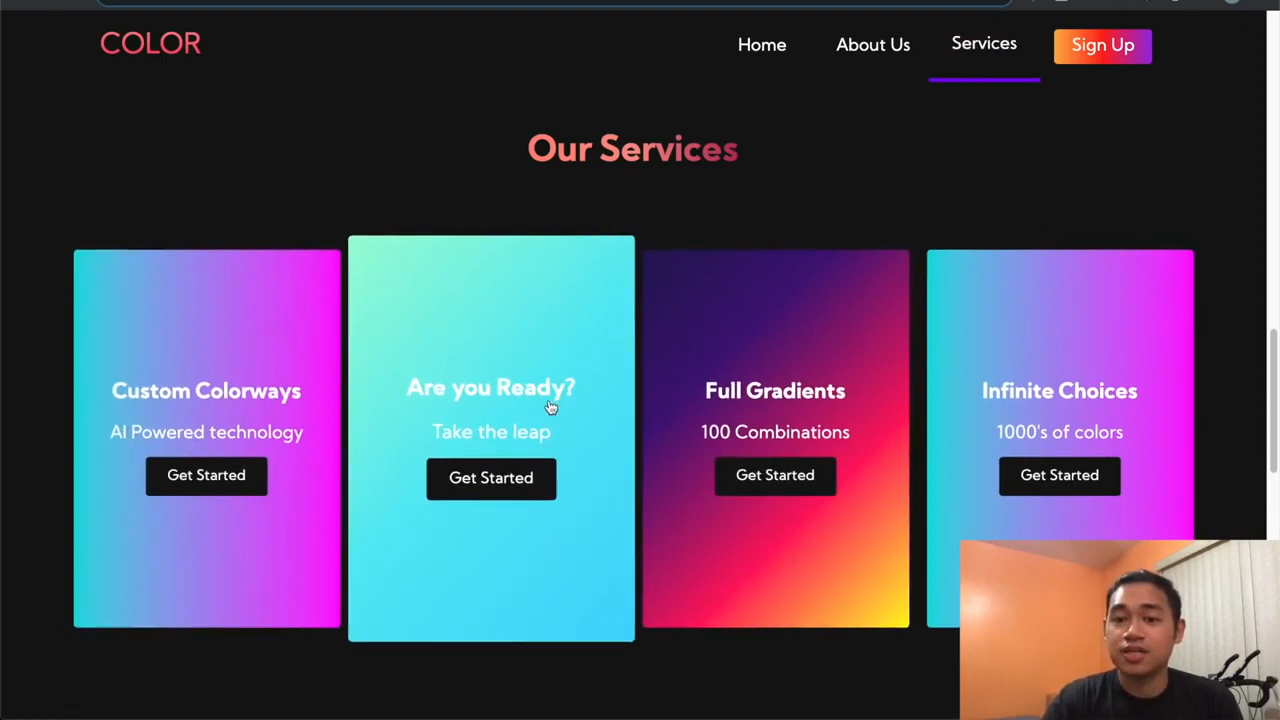 COLOR
Home
About Us
Services
Sign Up
Our Services
Custom Colorways
AI Powered technology
Get Started
Are you Ready?
Take the leap
Get Started
Full Gradients
100 Combinations
Get Started
Infinite Choices
1000's of colors
Get Started